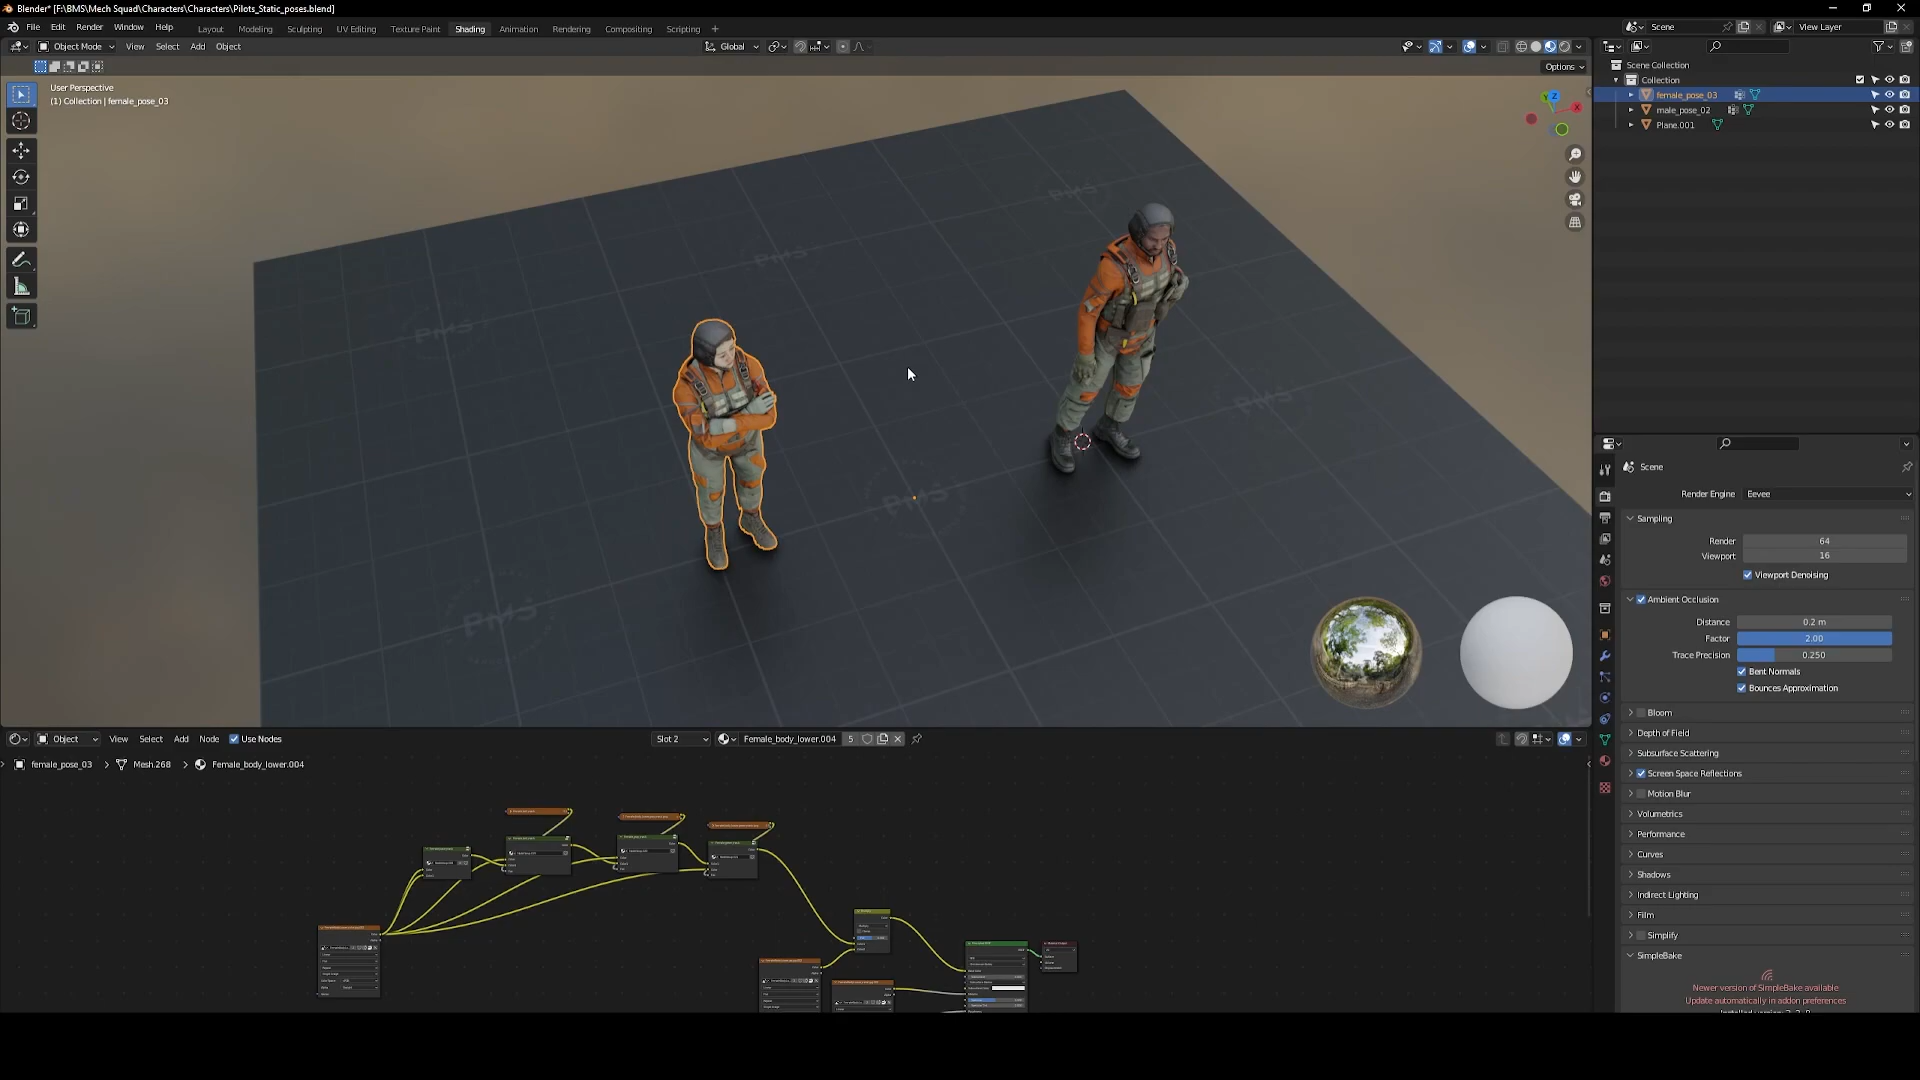 Blender* [F:\BMS\Mech Squad\Characters\Characters\Pilots_Static_poses.blend]
File Edit Render Window Help Layout Modeling Sculpting UV Editing Texture Paint Shading Animation Rendering Compositing Scripting + Scene View Layer
Object Mode View Select Add Object Global
Options
User Perspective
(1) Collection | female_pose_03
Scene Collection
Collection
female_pose_03
male_pose_02
Plane.001
Y Z X
BMS
BMS
BMS
BMS
BMS
BMS
Scene
Render Engine Eevee
Sampling
Render 64
Viewport 16
Viewport Denoising
Ambient Occlusion
Distance 0.2 m
Factor 2.00
Trace Precision 0.250
Bent Normals
Bounces Approximation
Bloom
Depth of Field
Subsurface Scattering
Screen Space Reflections
Motion Blur
Volumetrics
Performance
Curves
Shadows
Indirect Lighting
Film
Simplify
SimpleBake
Newer version of SimpleBake available
Update automatically in addon preferences
Object View Select Add Node Use Nodes Slot 2 Female_body_lower.004 5
female_pose_03 > Mesh.268 > Female_body_lower.004